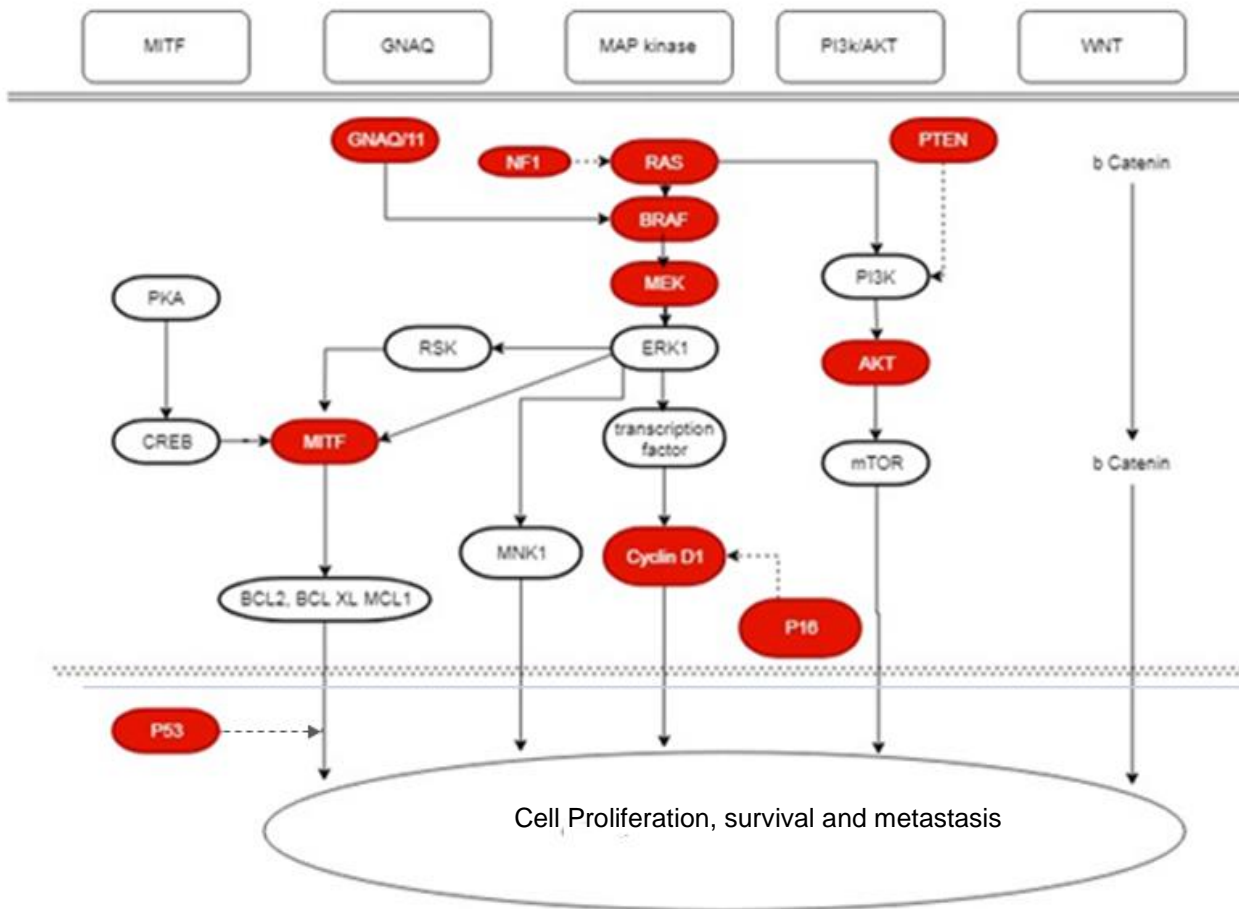 MITF
GNAQ
MAP kinase
PI3k/AKT
WNT
GNAQ/11
NF1
RAS
PTEN
b Catenin
BRAF
PKA
MEK
PI3K
RSK
ERK1
AKT
CREB
MITF
transcription
factor
mTOR
b Catenin
MNK1
Cyclin D1
BCL2, BCL XL MCL1
P16
P53
Cell Proliferation, survival and metastasis